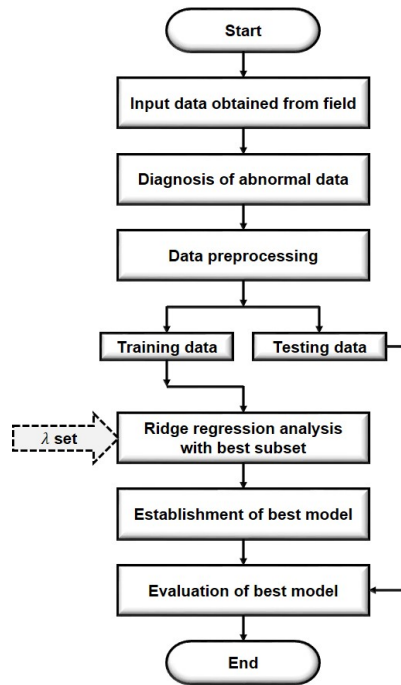 Start
Input data obtained from field
Diagnosis of abnormal data
Data preprocessing
Training data
Testing data
λ set
Ridge regression analysis
with best subset
Establishment of best model
Evaluation of best model
End